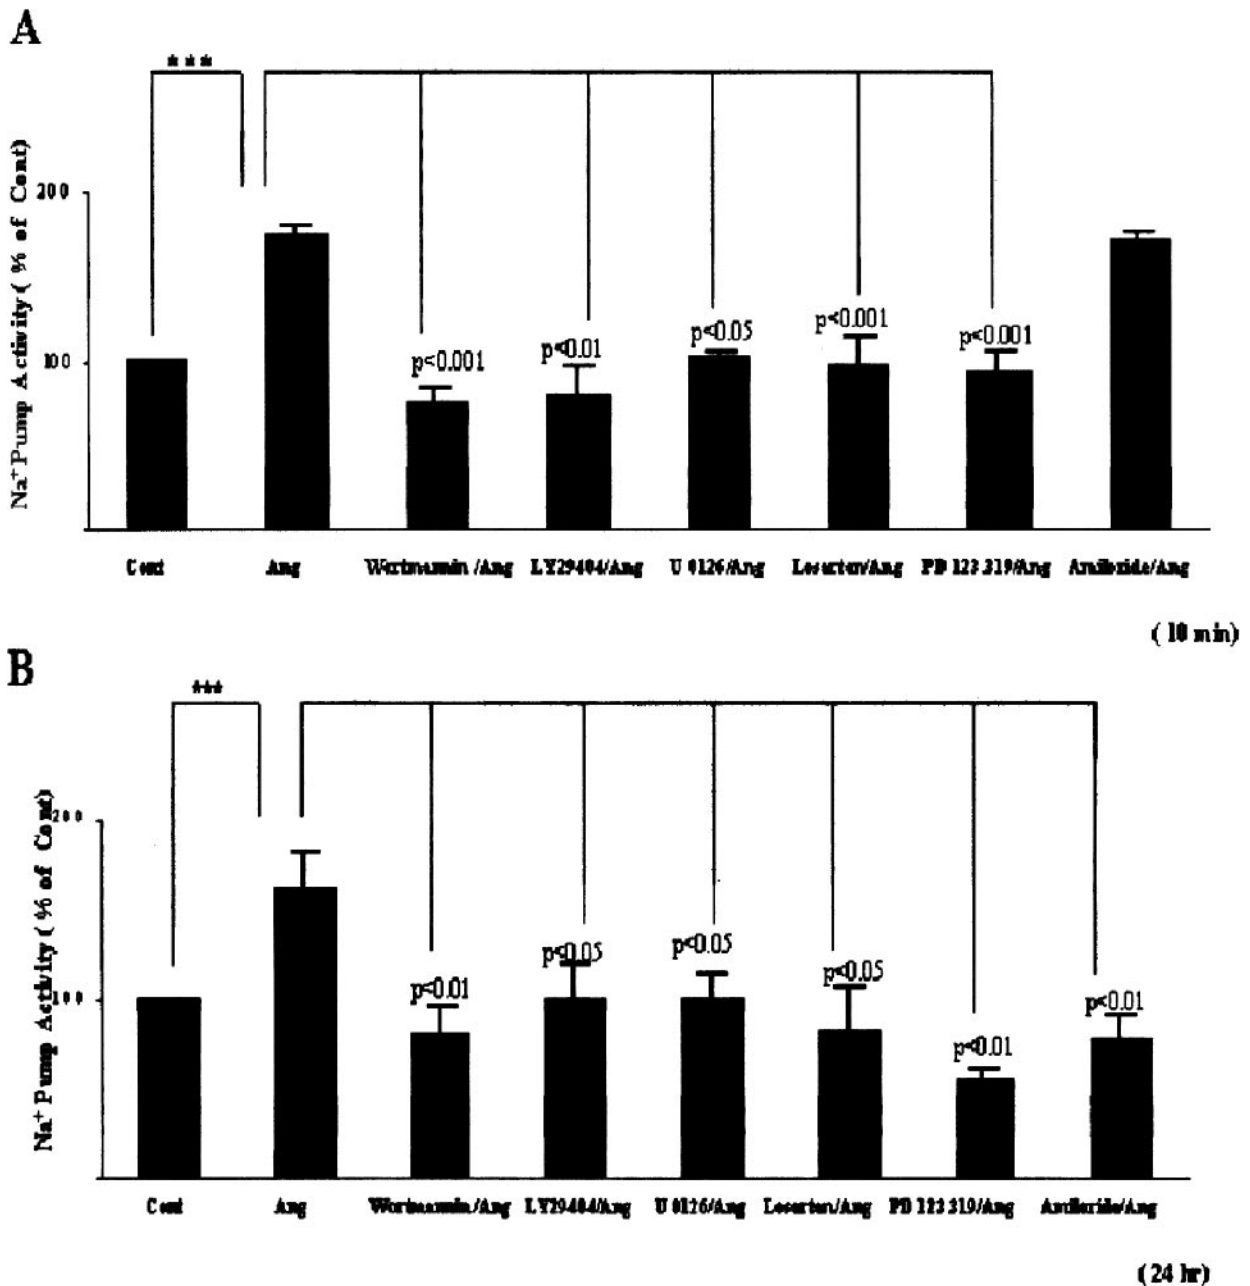 A
***
Na+ Pump Activity ( % of Cont)
200
100
p<0.001
p<0.01
p<0.05
p<0.001
p<0.001
Cont Ang Wortmannin/Ang LY29404/Ang U 0126/Ang Losartan/Ang PD 123 319/Ang Amiloride/Ang
( 10 min)
B
***
Na+ Pump Activity ( % of Cont)
200
100
p<0.01
p<0.05
p<0.05
p<0.05
p<0.01
p<0.01
Cont Ang Wortmannin/Ang LY29404/Ang U 0126/Ang Losartan/Ang PD 123 319/Ang Amiloride/Ang
(24 hr)